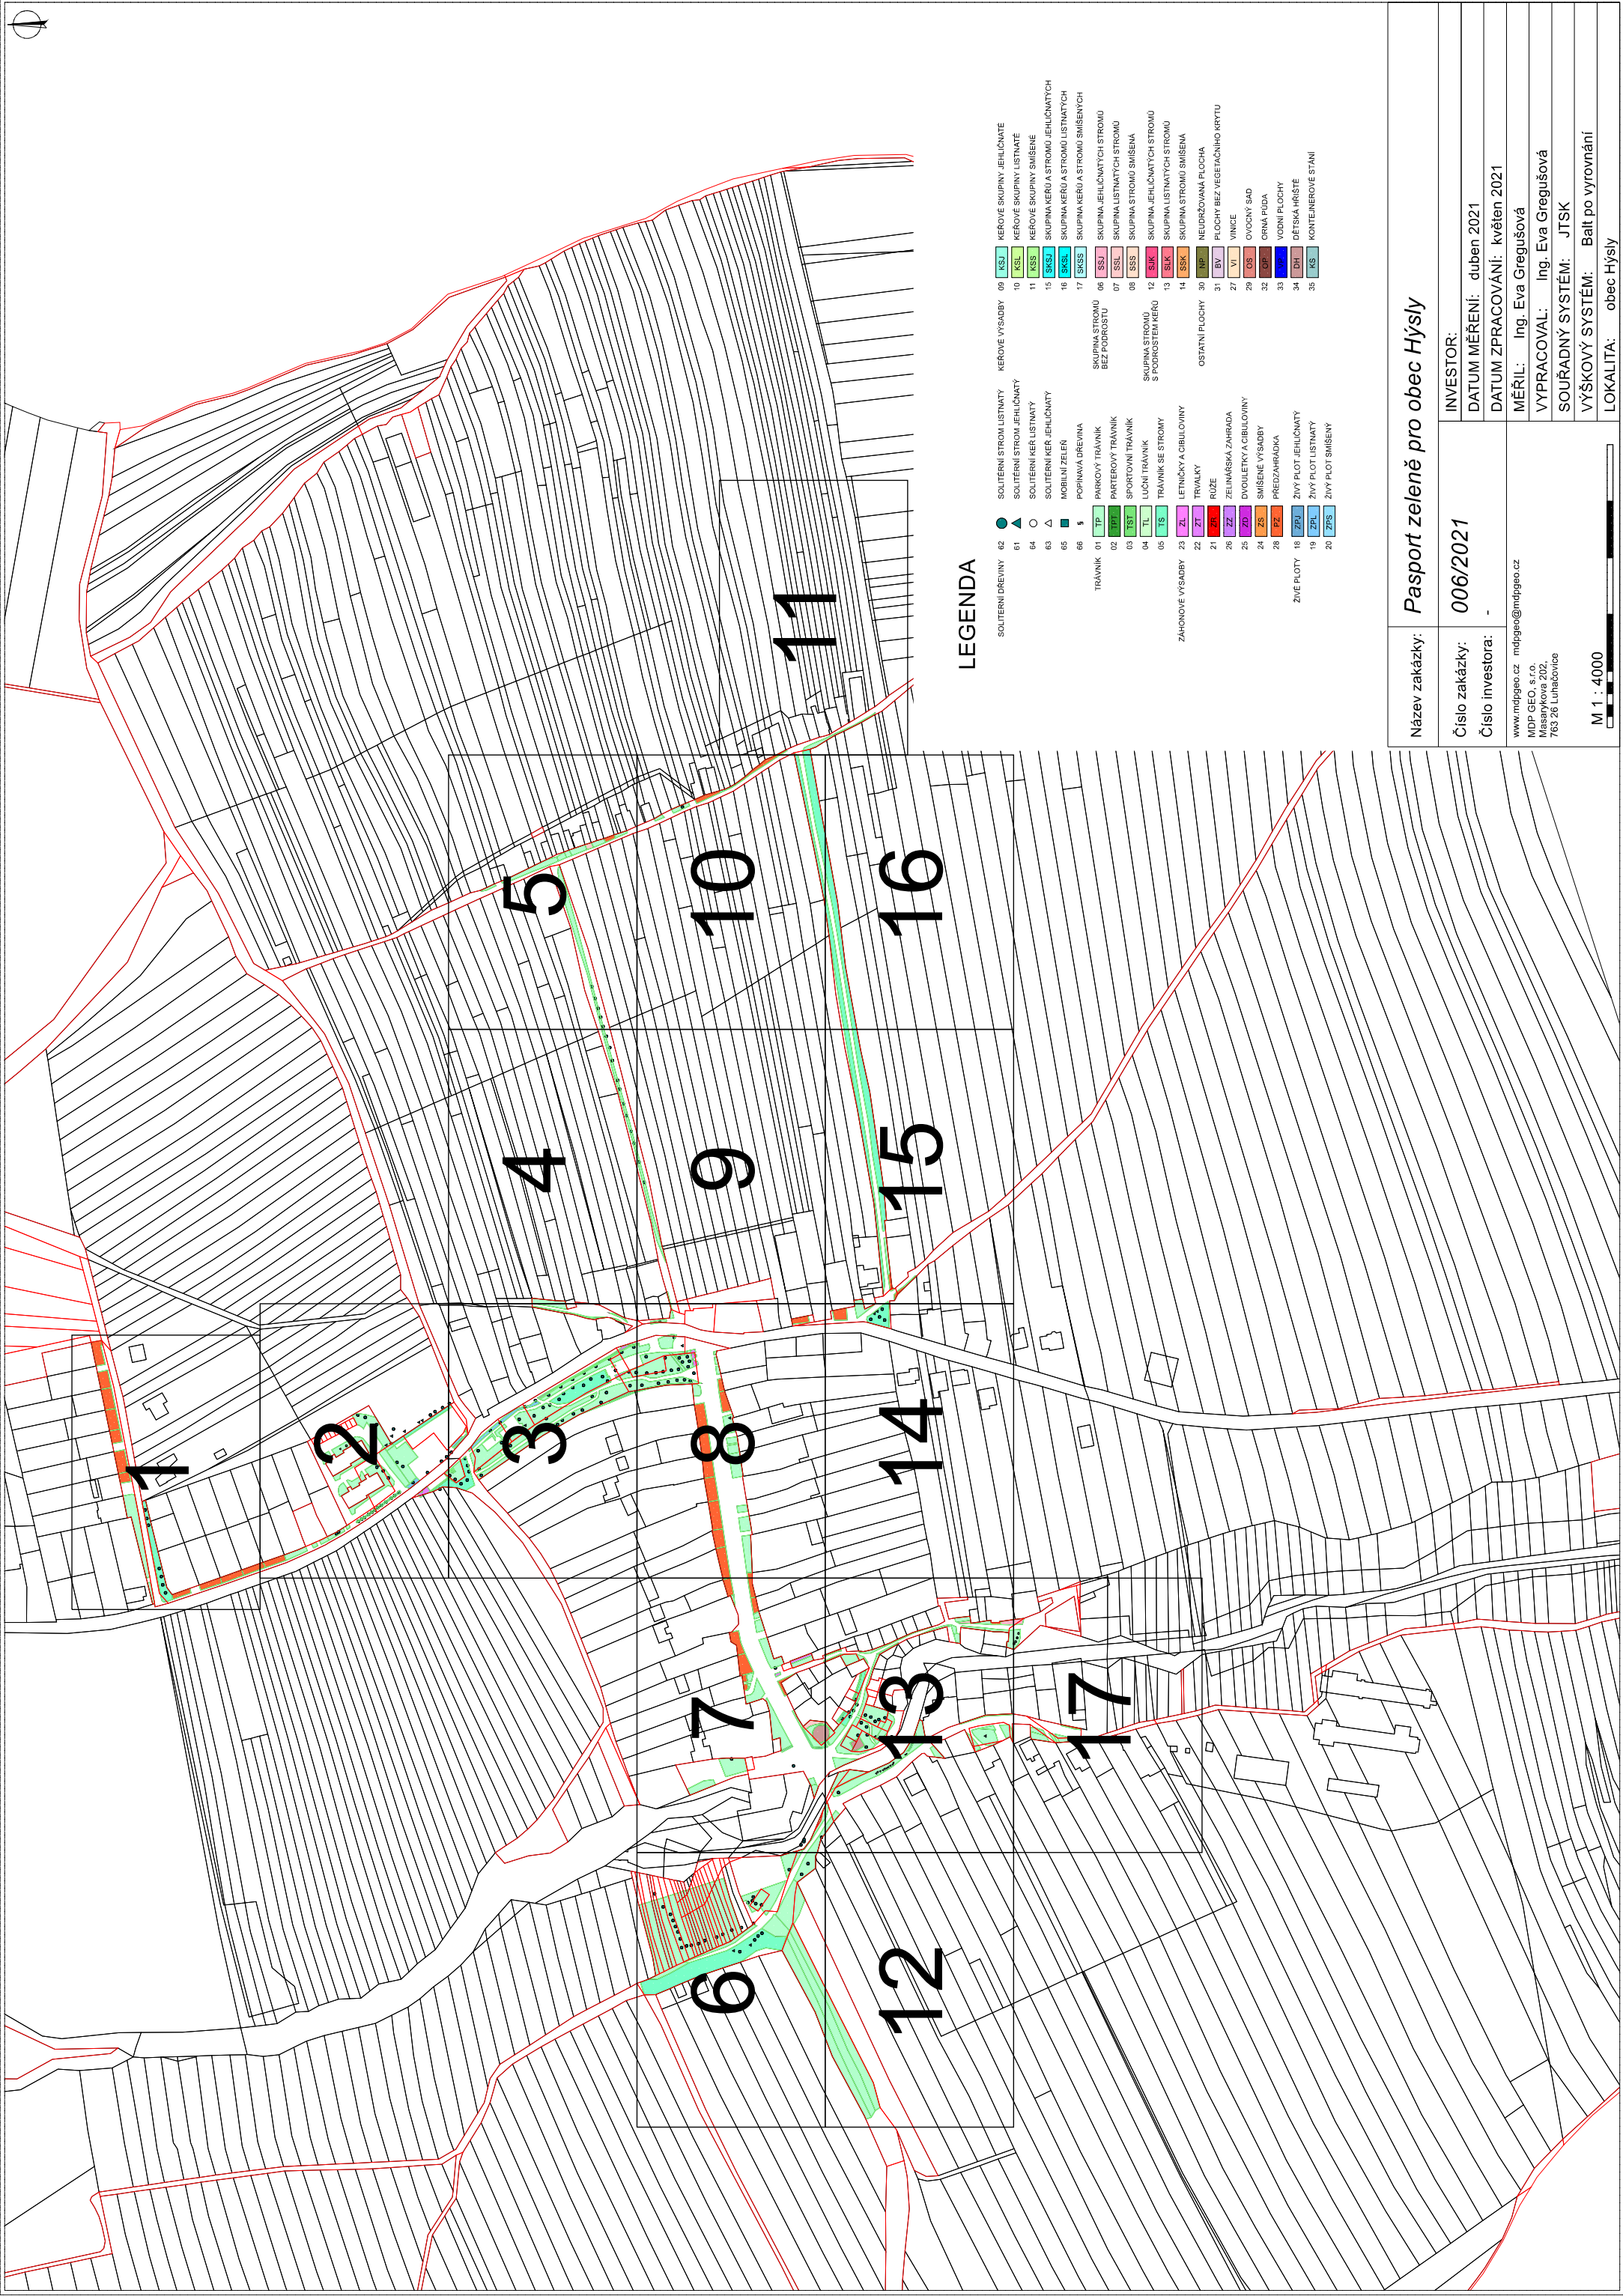 1
2
3
4
5
6
7
8
9
10
11
12
13
14
15
16
17
LEGENDA
SOLITERNÍ DŘEVINY
62 SOLITÉRNÍ STROM LISTNATÝ
61 SOLITÉRNÍ STROM JEHLIČNATÝ
64 SOLITÉRNÍ KEŘ LISTNATÝ
63 SOLITÉRNÍ KEŘ JEHLIČNATÝ
65 MOBILNÍ ZELEŇ
66 POPINAVÁ DŘEVINA
TRÁVNÍK
01 TP PARKOVÝ TRÁVNÍK
02 TPT PARTEROVÝ TRÁVNÍK
03 TST SPORTOVNÍ TRÁVNÍK
04 TL LUČNÍ TRÁVNÍK
05 TS TRÁVNÍK SE STROMY
ZÁHONOVÉ VÝSADBY
23 ZL LETNIČKY A CIBULOVINY
22 ZT TRVALKY
21 ZR RŮŽE
26 ZZ ZELINÁŘSKÁ ZAHRADA
25 ZD DVOULETKY A CIBULOVINY
24 ZS SMÍŠENÉ VÝSADBY
28 PZ PŘEDZAHRÁDKA
ŽIVÉ PLOTY
18 ZPJ ŽIVÝ PLOT JEHLIČNATÝ
19 ZPL ŽIVÝ PLOT LISTNATÝ
20 ZPS ŽIVÝ PLOT SMÍŠENÝ
KEŘOVÉ VÝSADBY
09 KSJ KEŘOVÉ SKUPINY JEHLIČNATÉ
10 KSL KEŘOVÉ SKUPINY LISTNATÉ
11 KSS KEŘOVÉ SKUPINY SMÍŠENÉ
15 SKSJ SKUPINA KEŘŮ A STROMŮ JEHLIČNATÝCH
16 SKSL SKUPINA KEŘŮ A STROMŮ LISTNATÝCH
17 SKSS SKUPINA KEŘŮ A STROMŮ SMÍŠENÝCH
SKUPINA STROMŮ
BEZ PODROSTU
06 SSJ SKUPINA JEHLIČNATÝCH STROMŮ
07 SSL SKUPINA LISTNATÝCH STROMŮ
08 SSS SKUPINA STROMŮ SMÍŠENÁ
SKUPINA STROMŮ
S PODROSTEM KEŘŮ
12 SJK SKUPINA JEHLIČNATÝCH STROMŮ
13 SLK SKUPINA LISTNATÝCH STROMŮ
14 SSK SKUPINA STROMŮ SMÍŠENÁ
OSTATNÍ PLOCHY
30 NP NEUDRŽOVANÁ PLOCHA
31 BV PLOCHY BEZ VEGETAČNÍHO KRYTU
27 VI VINICE
29 OS OVOCNÝ SAD
32 OP ORNÁ PŮDA
33 VODNÍ PLOCHY
34 DH DĚTSKÁ HŘIŠTĚ
35 KS KONTEJNEROVÉ STÁNÍ
Název zakázky: Pasport zeleně pro obec Hýsly
Číslo zakázky: 006/2021
Číslo investora: -
www.mdpgeo.cz mdpgeo@mdpgeo.cz
MDP GEO, s.r.o.
Masarykova 202,
763 26 Luhačovice
M 1 : 4000
INVESTOR:
DATUM MĚŘENÍ: duben 2021
DATUM ZPRACOVÁNÍ: květen 2021
MĚŘIL: Ing. Eva Gregušová
VYPRACOVAL: Ing. Eva Gregušová
SOUŘADNÝ SYSTÉM: JTSK
VÝŠKOVÝ SYSTÉM: Balt po vyrovnání
LOKALITA: obec Hýsly